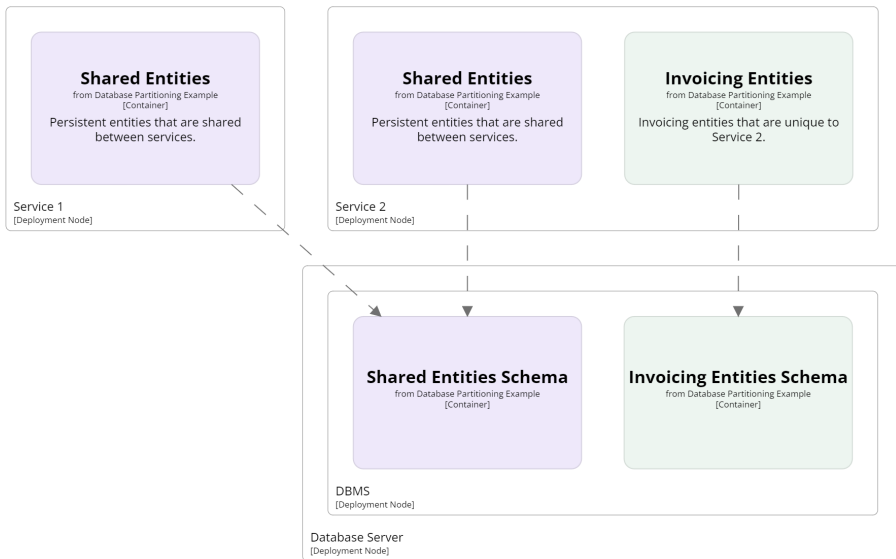 Shared Entities
from Database Partitioning Example
[Container]
Persistent entities that are shared
between services.
Service 1
[Deployment Node]
Shared Entities
from Database Partitioning Example
[Container]
Persistent entities that are shared
between services.
Invoicing Entities
from Database Partitioning Example
[Container]
Invoicing entities that are unique to
Service 2.
Service 2
[Deployment Node]
Shared Entities Schema
from Database Partitioning Example
[Container]
Invoicing Entities Schema
from Database Partitioning Example
[Container]
DBMS
[Deployment Node]
Database Server
[Deployment Node]